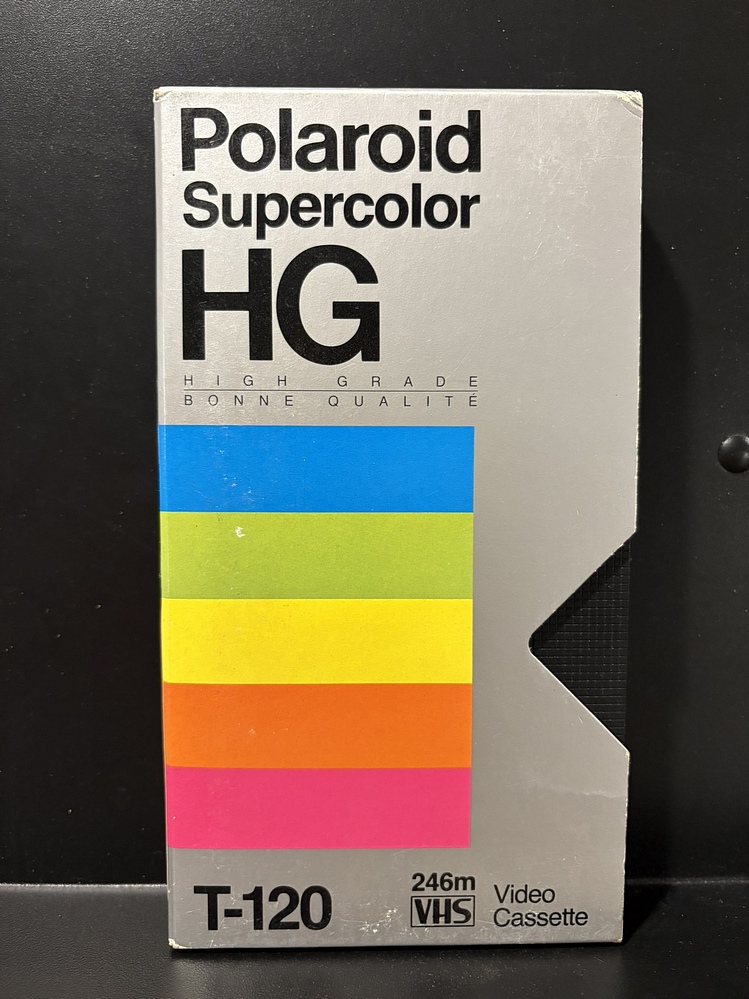 Polaroid
Supercolor
HG
HIGH GRADE
BONNE QUALITÉ
T-120
246m
VHS
Video
Cassette